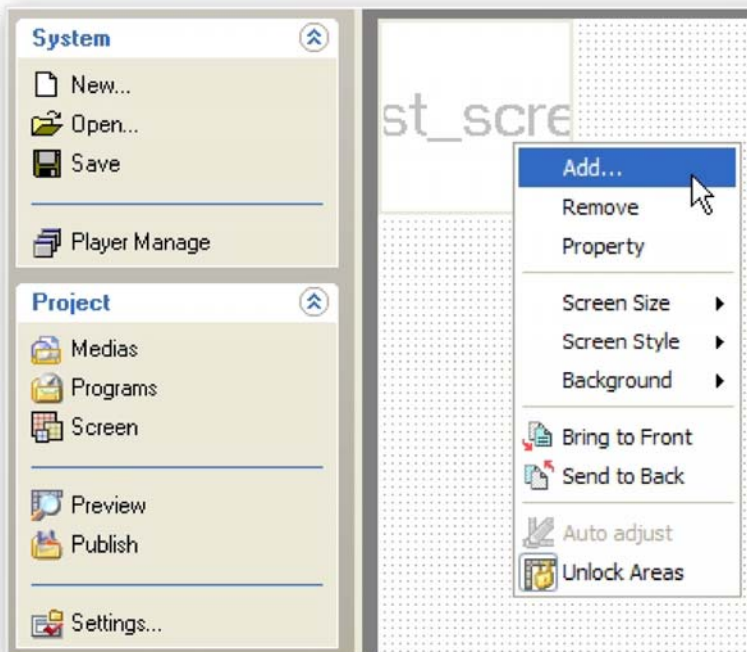 System
New...
Open...
Save
Player Manage
Project
Medias
Programs
Screen
Preview
Publish
Settings...
st_scre
Add...
Remove
Property
Screen Size
Screen Style
Background
Bring to Front
Send to Back
Auto adjust
Unlock Areas